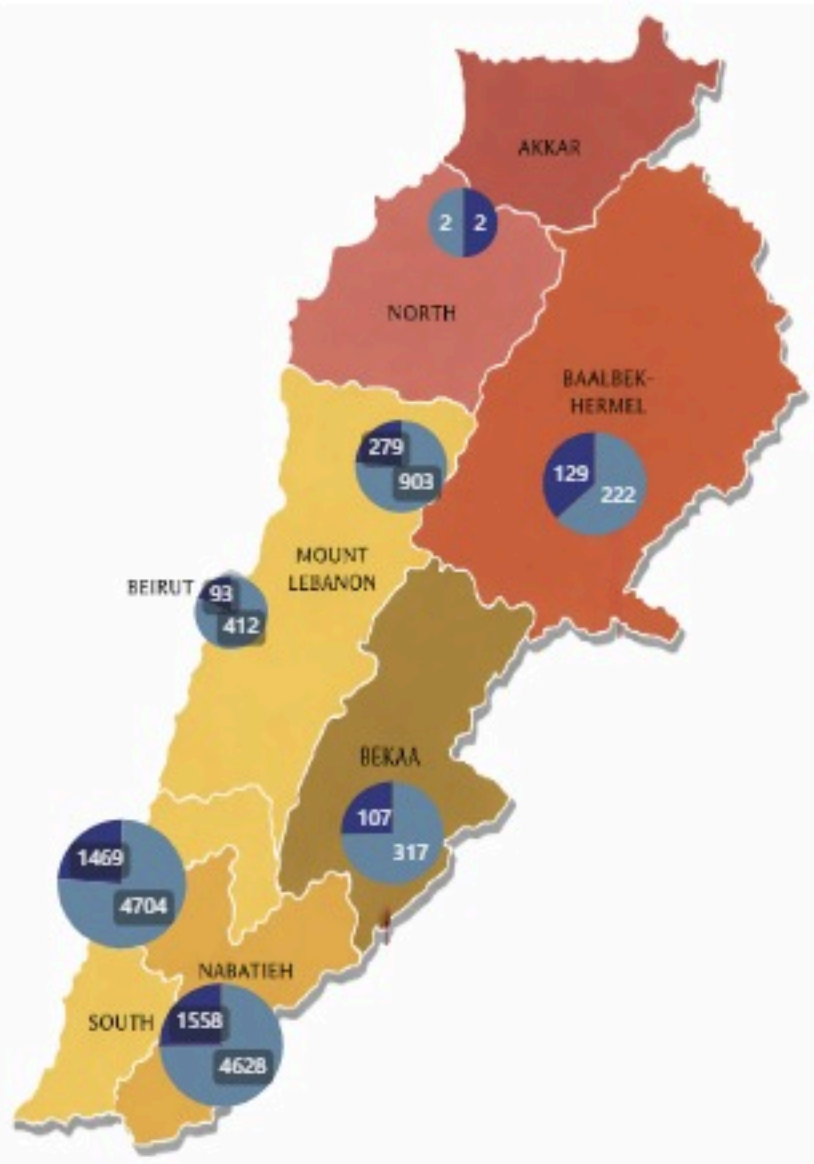 AKKAR
2 2
NORTH
BAALBEK-
HERMEL
279
903
129
222
MOUNT
LEBANON
BEIRUT 93
412
BEKAA
107
317
1469
4704
NABATIEH
SOUTH
1558
4628